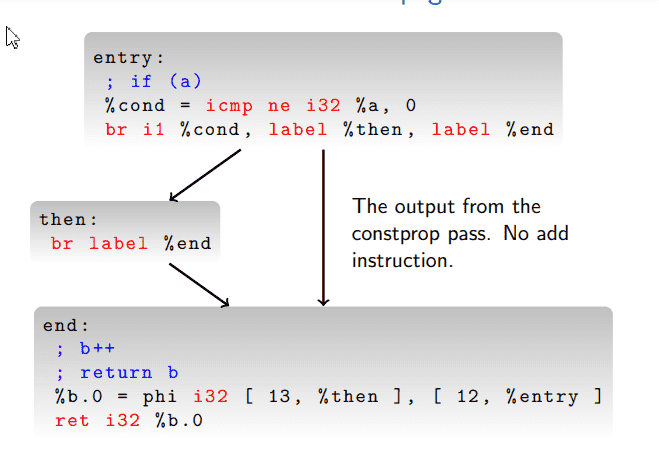 entry:
; if (a)
%cond = icmp ne i32 %a, 0
br i1 %cond, label %then, label %end
then:
br label %end
The output from the
constprop pass. No add
instruction.
end:
; b++
; return b
%b.0 = phi i32 [ 13, %then ], [ 12, %entry ]
ret i32 %b.0